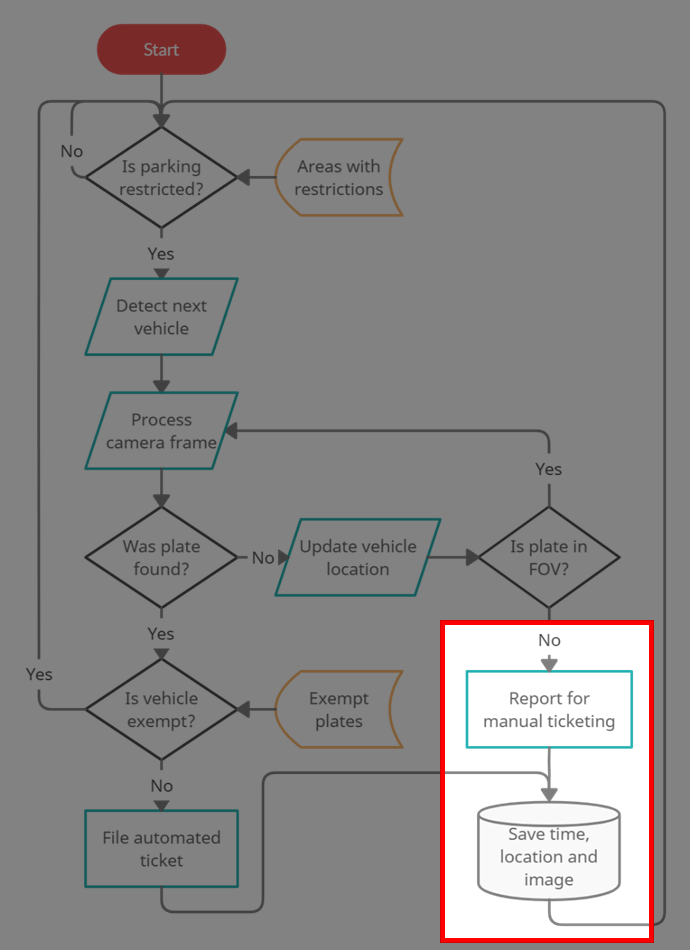 Start
No
Is parking
restricted?
Areas with
restrictions
Yes
Detect next
vehicle
Process
camera frame
Yes
Was plate
found?
No
Update vehicle
location
Is plate in
FOV?
Yes
No
Yes
Is vehicle
exempt?
Exempt
plates
Report for
manual ticketing
No
File automated
ticket
Save time,
location and
image